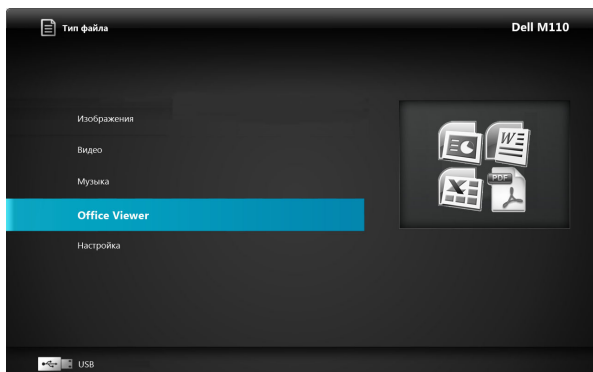 Тип файла
Dell M110
Изображения
Видео
Музыка
Office Viewer
Настройка
W
X
PDF
USB